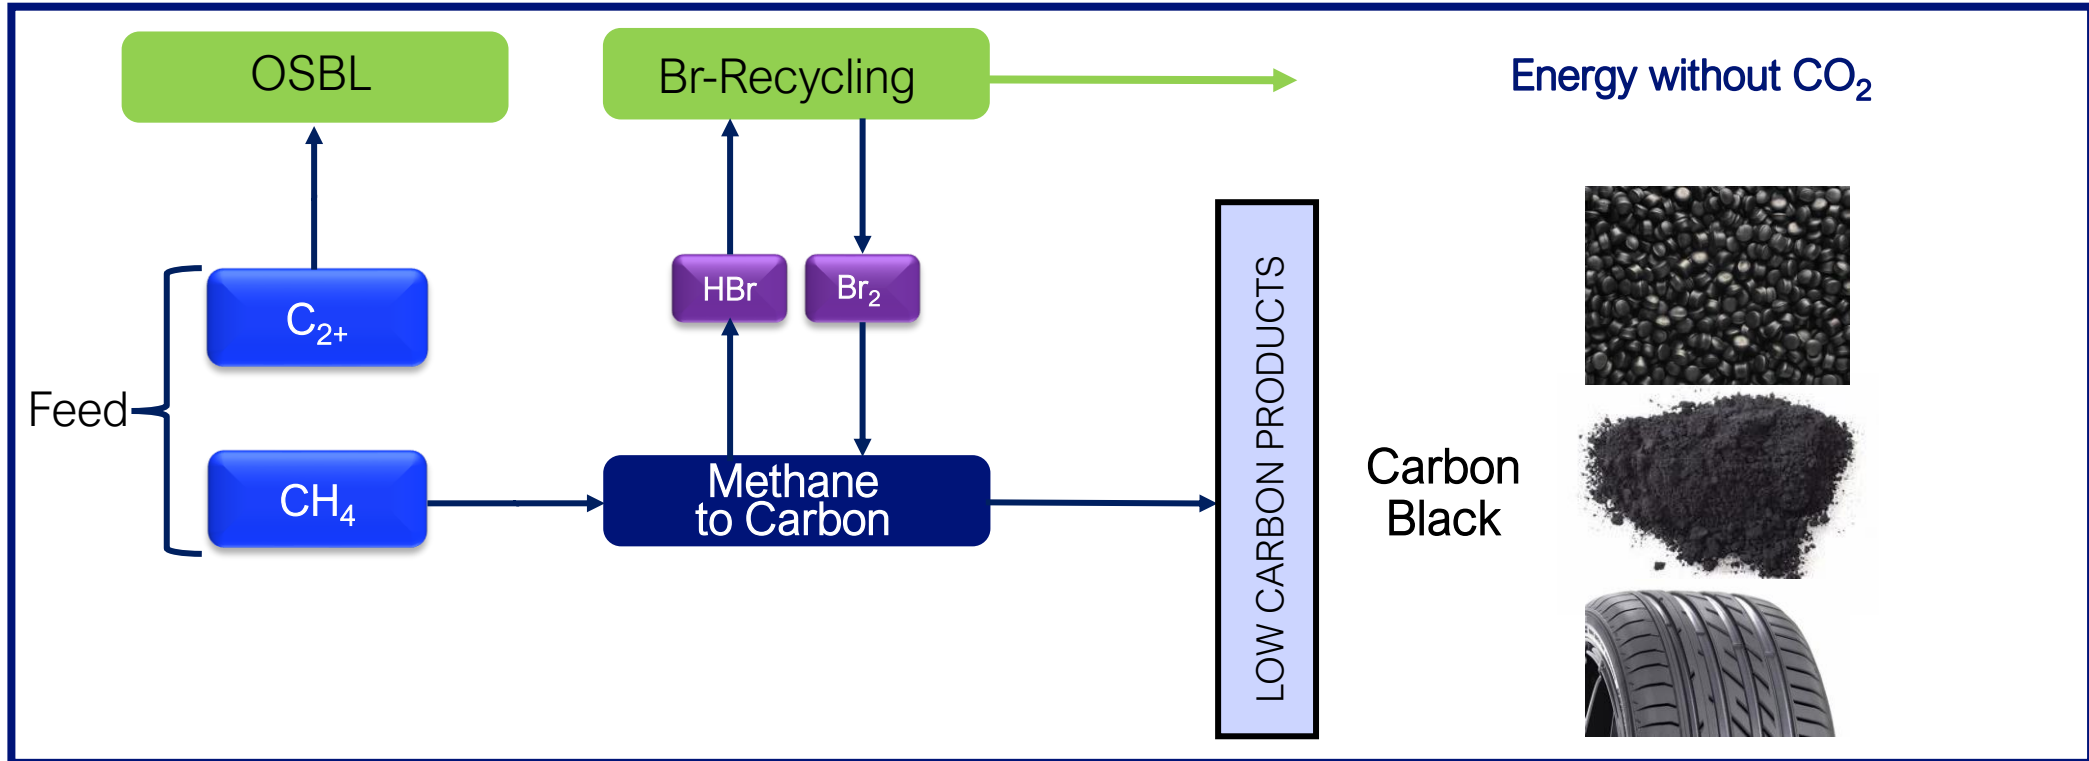 OSBL
Br-Recycling
Energy without CO₂
HBr
Br₂
C₂₊
Feed
CH₄
Methane
to Carbon
LOW CARBON PRODUCTS
Carbon
Black